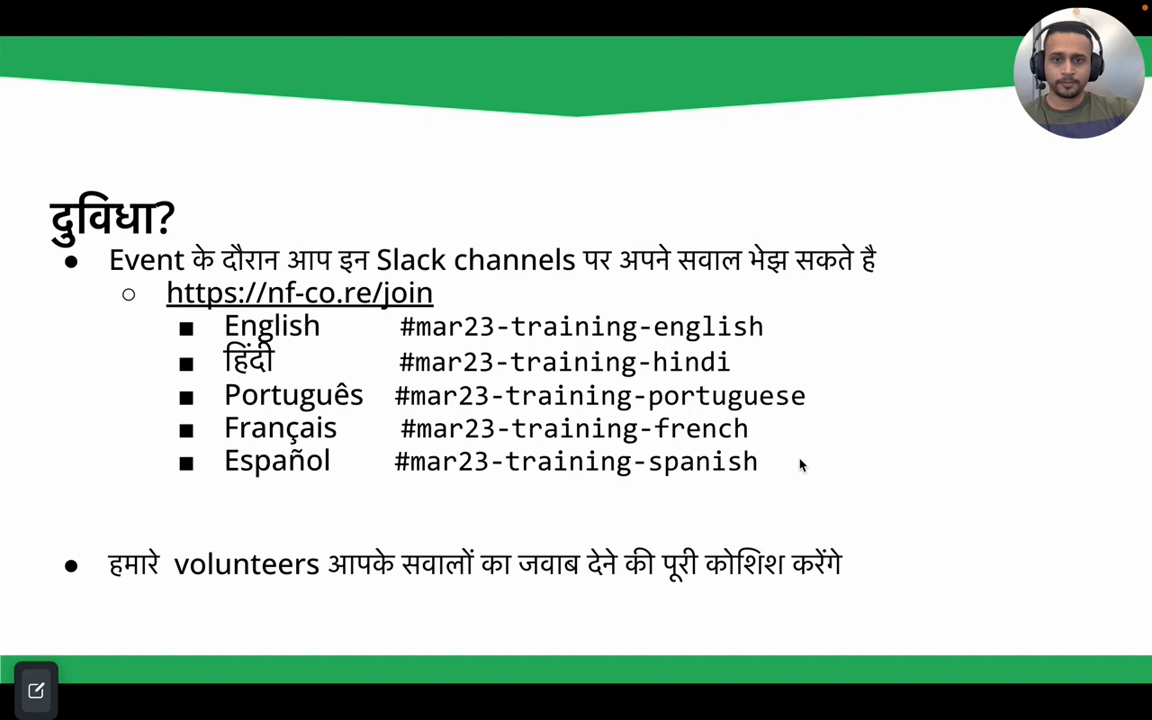 दुविधा?
● Event के दौरान आप इन Slack channels पर अपने सवाल भेझ सकते है
○ https://nf-co.re/join
■ English #mar23-training-english
■ हिंदी #mar23-training-hindi
■ Português #mar23-training-portuguese
■ Français #mar23-training-french
■ Español #mar23-training-spanish
● हमारे volunteers आपके सवालों का जवाब देने की पूरी कोशिश करेंगे